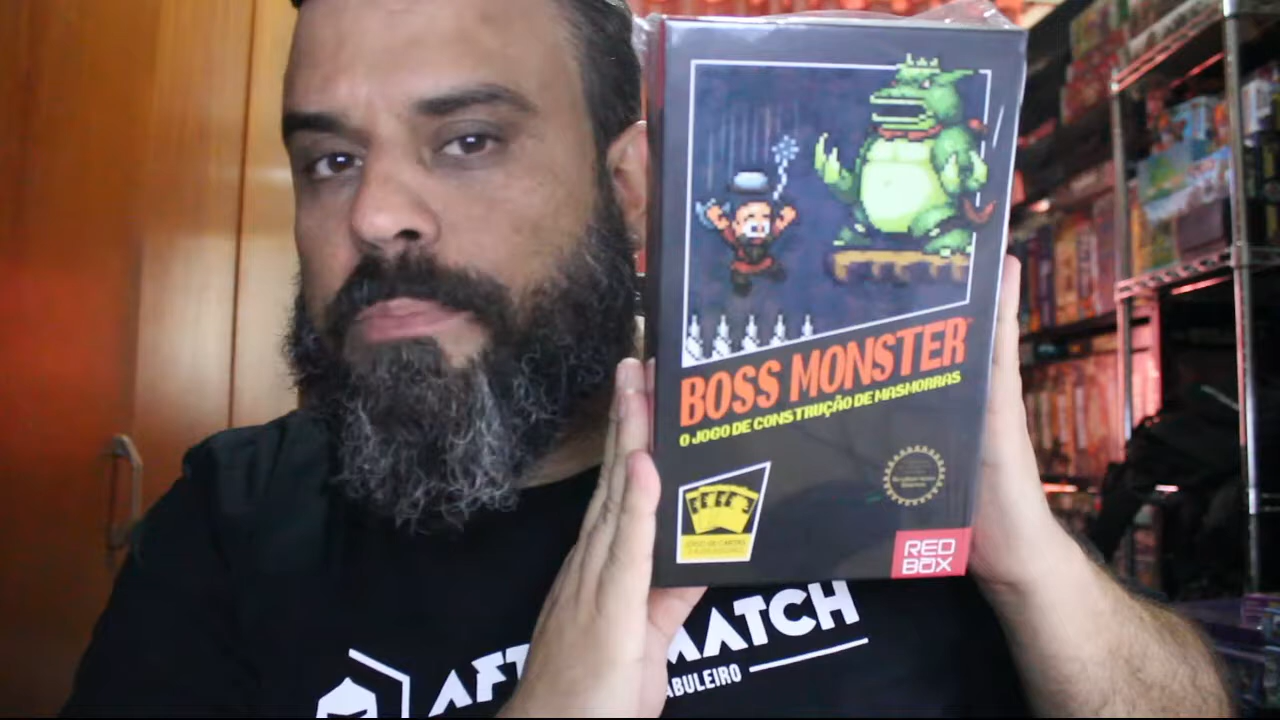 BOSS MONSTER
O JOGO DE CONSTRUÇÃO DE MASMORRAS
RED
BOX
MATCH
ABULEIRO